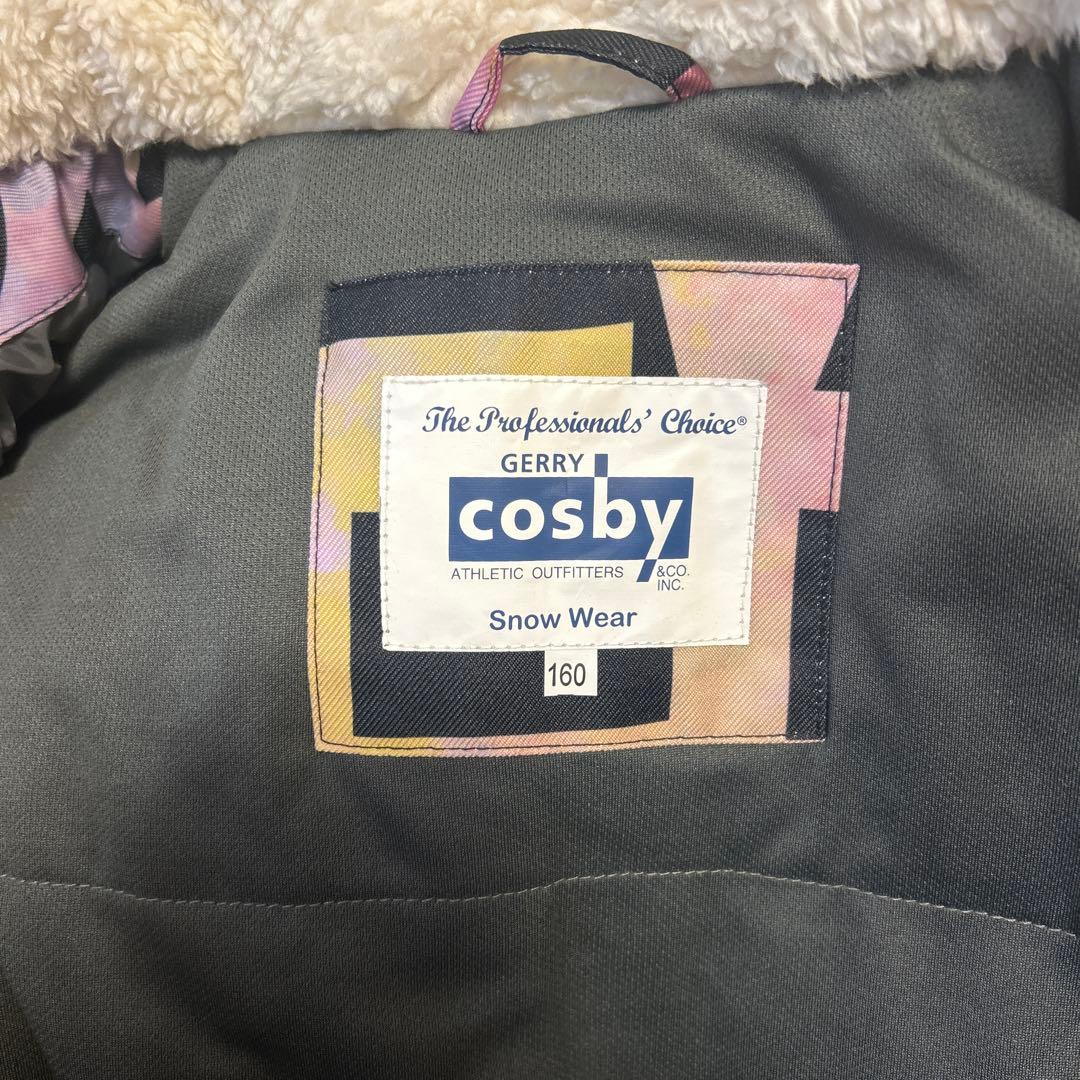 The Professionals' Choice®
GERRY
cosby
ATHLETIC OUTFITTERS &CO. INC.
Snow Wear
160